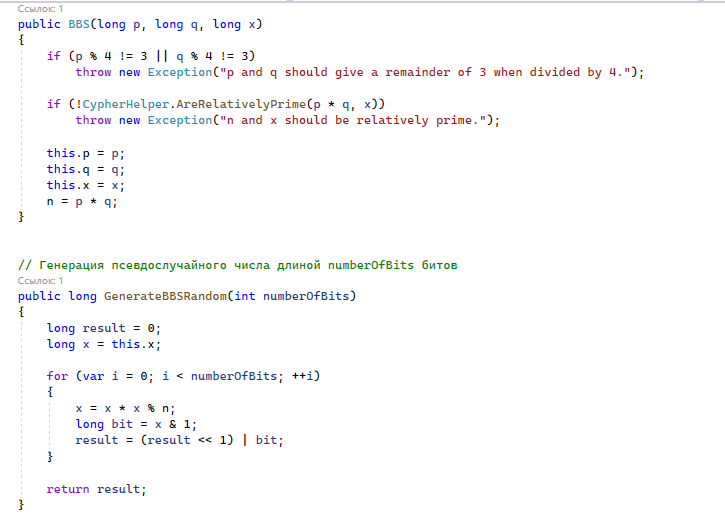 Ссылок: 1
public BBS(long p, long q, long x)
{
    if (p % 4 != 3 || q % 4 != 3)
        throw new Exception("p and q should give a remainder of 3 when divided by 4.");

    if (!CypherHelper.AreRelativelyPrime(p * q, x))
        throw new Exception("n and x should be relatively prime.");

    this.p = p;
    this.q = q;
    this.x = x;
    n = p * q;
}

// Генерация псевдослучайного числа длиной numberOfBits битов
Ссылок: 1
public long GenerateBBSRandom(int numberOfBits)
{
    long result = 0;
    long x = this.x;

    for (var i = 0; i < numberOfBits; ++i)
    {
        x = x * x % n;
        long bit = x & 1;
        result = (result << 1) | bit;
    }

    return result;
}